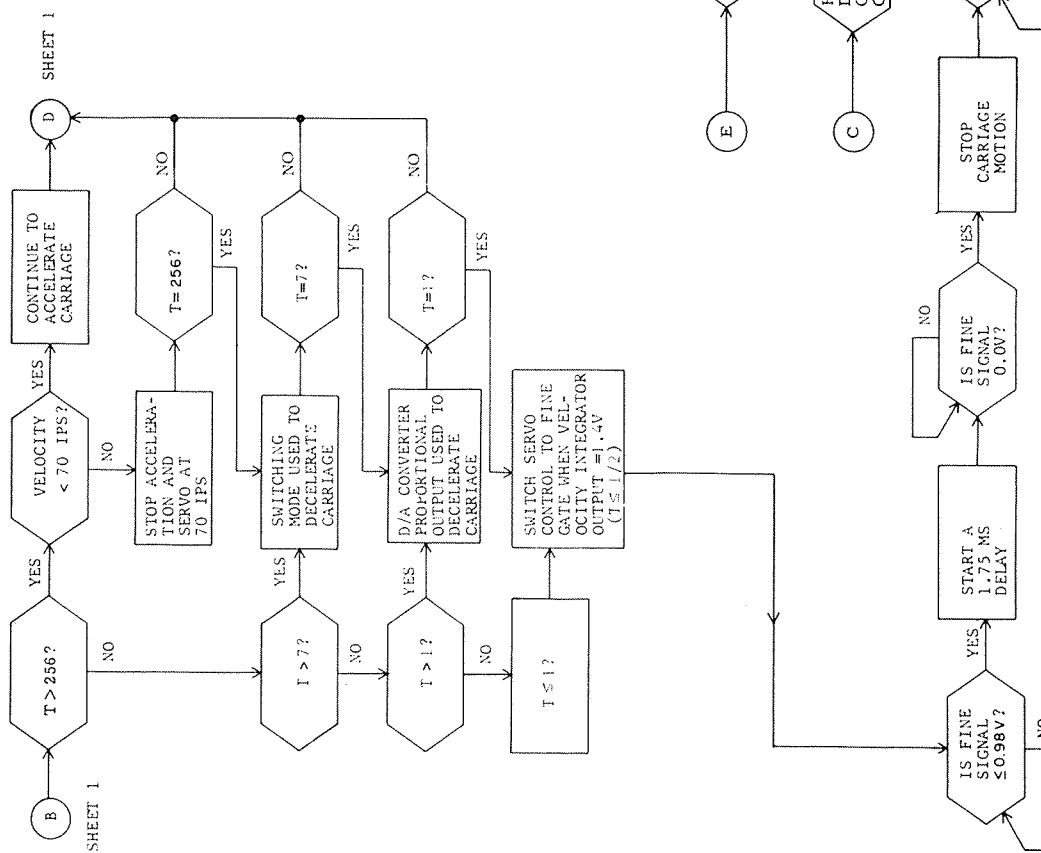 SHEET 1
B
T > 256?
YES
NO
VELOCITY
< 70 IPS?
YES
NO
CONTINUE TO
ACCELERATE
CARRIAGE
D
SHEET 1
STOP ACCELERA-
TION AND
SERVO AT
70 IPS
T = 256?
NO
YES
T > 7?
YES
NO
SWITCHING
MODE USED TO
DECELERATE
CARRIAGE
T=7?
NO
YES
T > 1?
YES
NO
D/A CONVERTER
PROPORTIONAL
OUTPUT USED TO
DECELERATE
CARRIAGE
T=1?
NO
YES
T ≤ 1?
SWITCH SERVO
CONTROL TO FINE
GATE WHEN VEL-
OCITY INTEGRATOR
OUTPUT =1.4V
(T ≤ 1/2)
E
C
IS FINE
SIGNAL
≤0.98V?
YES
NO
START A
1.75 MS
DELAY
IS FINE
SIGNAL
0.0V?
NO
YES
STOP
CARRIAGE
MOTION